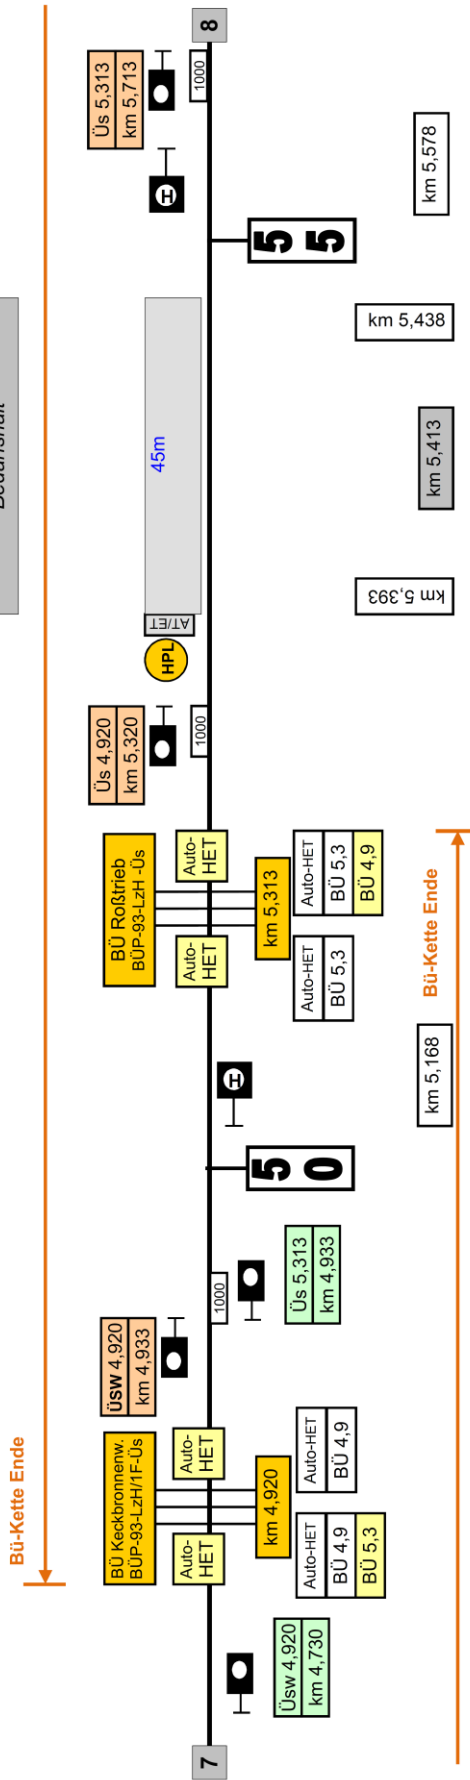 Bü-Kette Ende
8
Üs 5,313
km 5,713
H
1000
5 5
45m
AT/ET
HPL
Üs 4,920
km 5,320
1000
BÜ Roßtrieb
BÜP-93-LzH -Üs
Auto-
HET
Auto-
HET
km 5,313
Auto-HET
BÜ 5,3
Auto-HET
BÜ 5,3
BÜ 4,9
H
5 0
1000
Üs 5,313
km 4,933
Üsw 4,920
km 4,933
BÜ Keckbronnenw.
BÜP-93-LzH/1F-Üs
Auto-
HET
Auto-
HET
km 4,920
Auto-HET
BÜ 4,9
BÜ 5,3
Auto-HET
BÜ 4,9
Üsw 4,920
km 4,730
7
km 5,578
km 5,438
km 5,413
km 5,393
km 5,168
Bü-Kette Ende